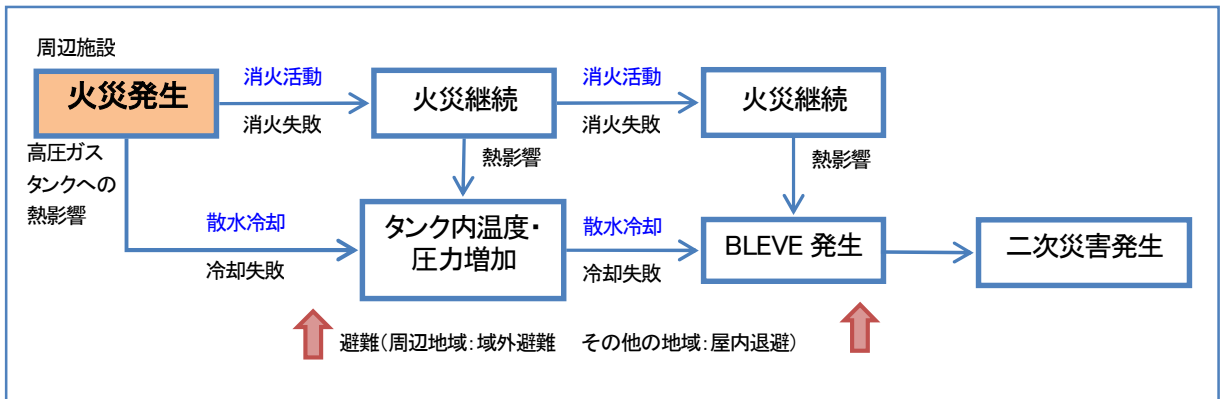 周辺施設
火災発生
消火活動
消火失敗
火災継続
消火活動
消火失敗
火災継続
高圧ガス
タンクへの
熱影響
熱影響
熱影響
散水冷却
冷却失敗
タンク内温度・
圧力増加
散水冷却
冷却失敗
BLEVE 発生
二次災害発生
避難(周辺地域:域外避難 その他の地域:屋内退避)